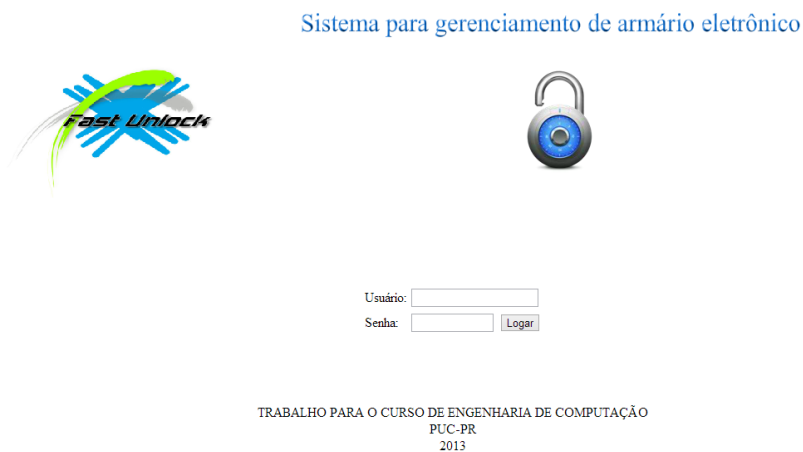 Sistema para gerenciamento de armário eletrônico
Fast Unlock
Usuário:
Senha: Logar
TRABALHO PARA O CURSO DE ENGENHARIA DE COMPUTAÇÃO
PUC-PR
2013